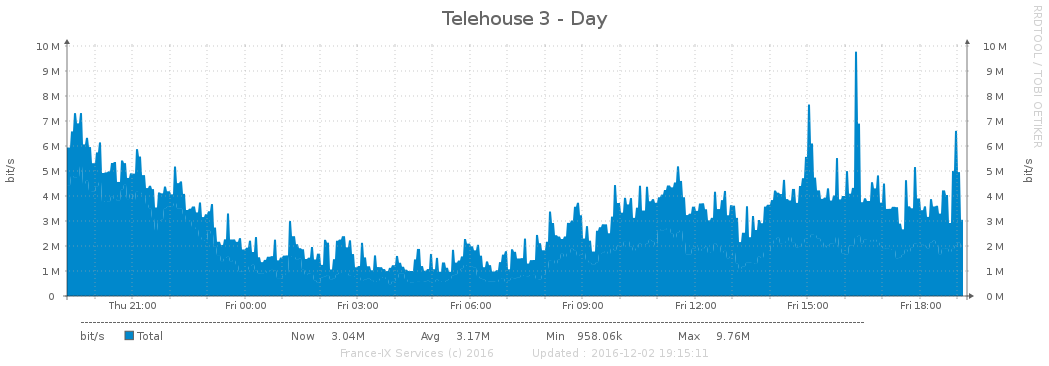 Telehouse 3 - Day
RRDTOOL / TOBI OETIKER
bit/s
10 M 10 M
9 M 9 M
8 M 8 M
7 M 7 M
6 M 6 M
5 M 5 M
4 M 4 M
3 M 3 M
2 M 2 M
1 M 1 M
0 0 M
bit/s
Thu 21:00 Fri 00:00 Fri 03:00 Fri 06:00 Fri 09:00 Fri 12:00 Fri 15:00 Fri 18:00
bit/s Total Now 3.04M Avg 3.17M Min 958.06k Max 9.76M
France-IX Services (c) 2016 Updated : 2016-12-02 19:15:11